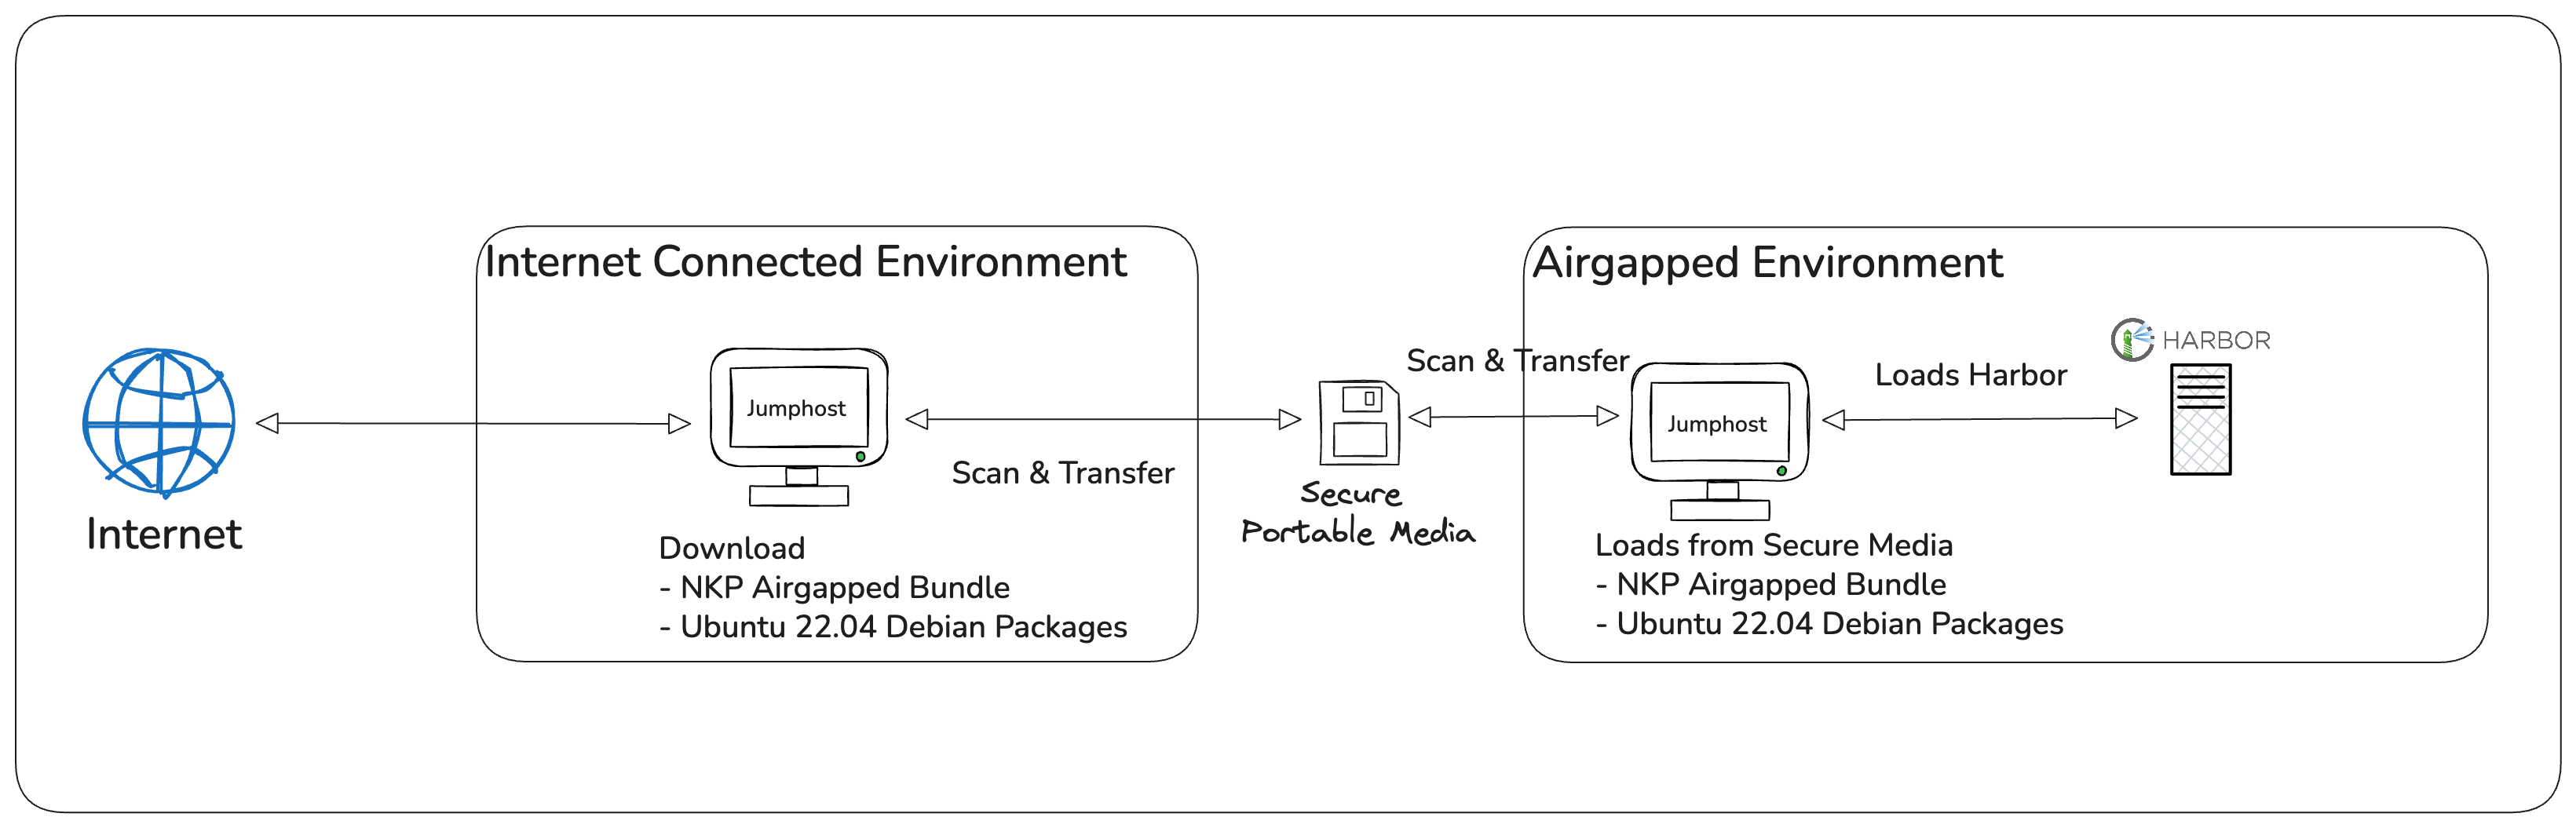 Internet Connected Environment
Airgapped Environment
HARBOR
Scan & Transfer
Loads Harbor
Jumphost
Jumphost
Scan & Transfer
Secure
Portable Media
Internet
Download
- NKP Airgapped Bundle
- Ubuntu 22.04 Debian Packages
Loads from Secure Media
- NKP Airgapped Bundle
- Ubuntu 22.04 Debian Packages